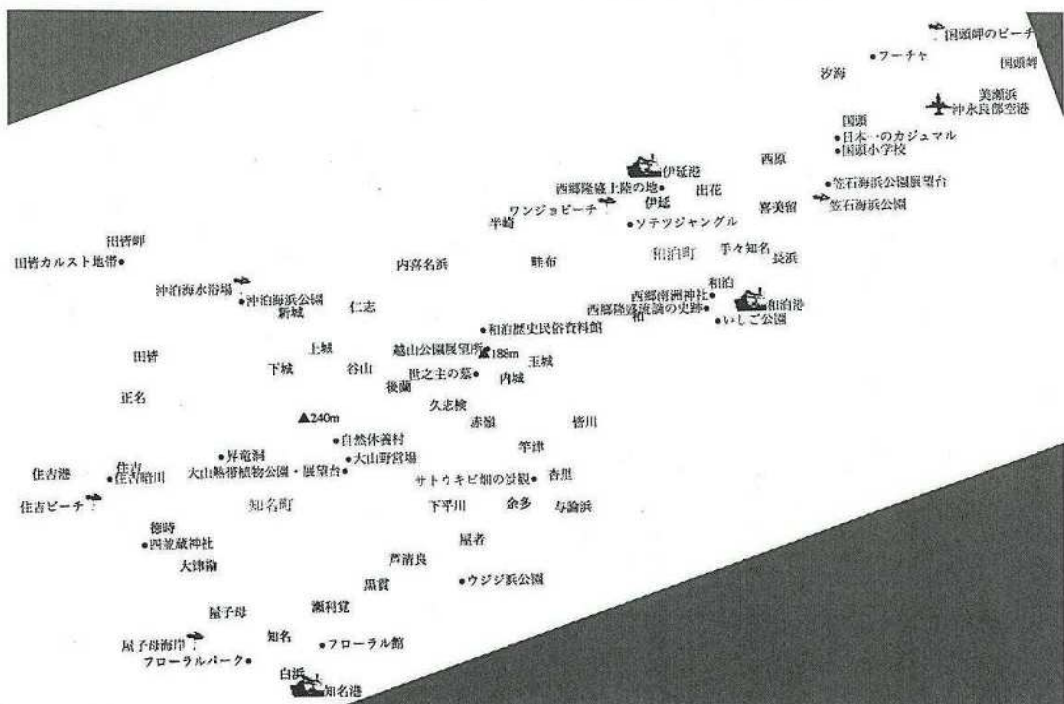 国頭岬のビーチ
フーチャ
国頭岬
汐海
美瀬浜
沖永良部空港
国頭
日本一のガジュマル
国頭小学校
西原
伊延港
西郷隆盛上陸の地
出花
笠石海浜公園展望台
ワンジョビーチ
伊延
喜美留
笠石海浜公園
半崎
ソテツジャングル
田皆岬
和泊町
手々知名
長浜
田皆カルスト地帯
内喜名浜
畦布
沖泊海水浴場
沖泊海浜公園
新城
仁志
和泊
西郷南洲神社
和泊港
西郷隆盛流謫の史跡
和
いしご公園
和泊歴史民俗資料館
上城
越山公園展望所
188m
玉城
田皆
下城
谷山
世之主の墓
内城
後蘭
正名
久志検
240m
赤嶺
皆川
自然休養村
竿津
昇竜洞
大山野営場
住吉港
住吉
住吉暗川
大山熱帯植物公園・展望台
サトウキビ畑の景観
古里
住吉ビーチ
知名町
下平川
余多
与論浜
徳時
四並蔵神社
屋者
大津勘
芦清良
黒貫
ウジジ浜公園
屋子母
瀬利覚
屋子母海岸
知名
フローラル館
フローラルパーク
白浜
知名港